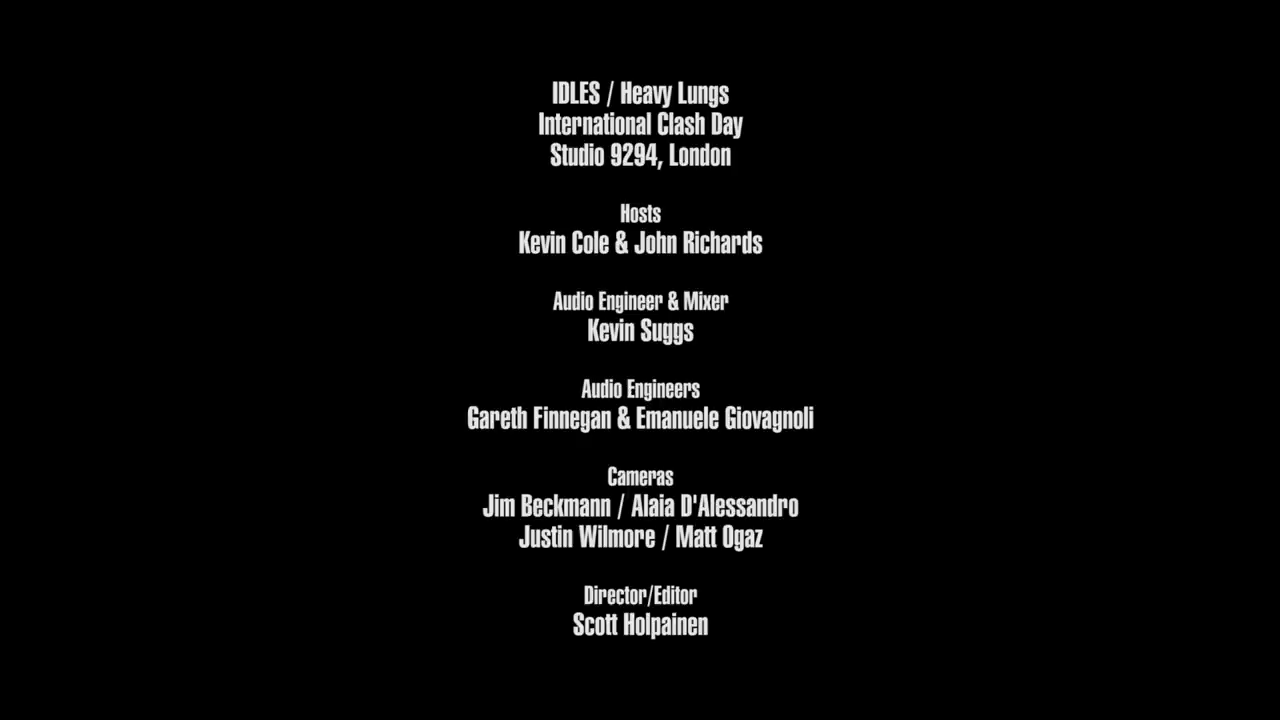 IDLES / Heavy Lungs
International Clash Day
Studio 9294, London
Hosts
Kevin Cole & John Richards
Audio Engineer & Mixer
Kevin Suggs
Audio Engineers
Gareth Finnegan & Emanuele Giovagnoli
Cameras
Jim Beckmann / Alaia D'Alessandro
Justin Wilmore / Matt Ogaz
Director/Editor
Scott Holpainen